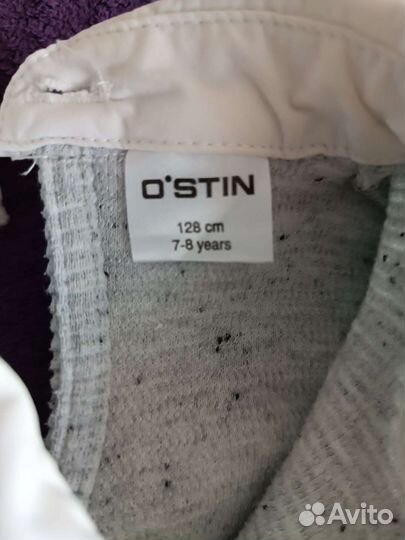 O'STIN
128 cm
7-8 years
Avito